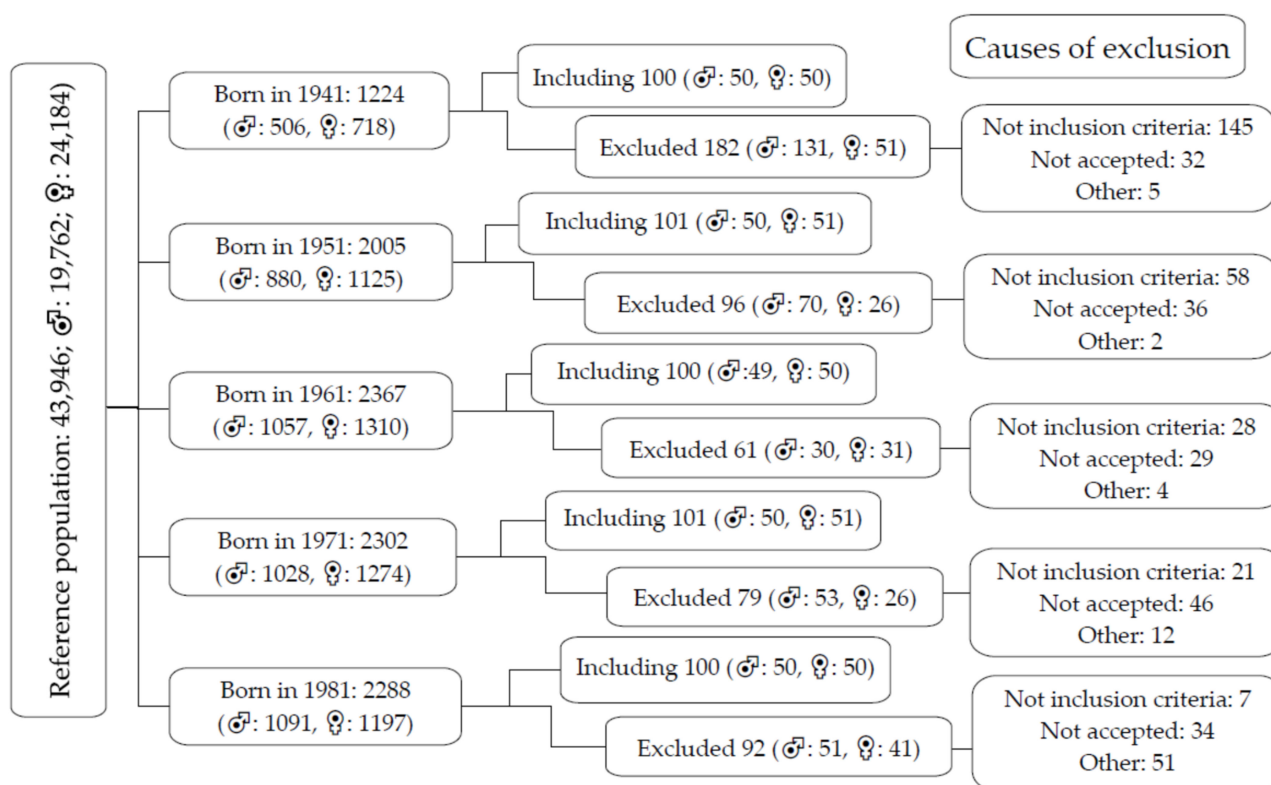 Reference population: 43,946; ♂: 19,762; ♀: 24,184
Causes of exclusion
Born in 1941: 1224
(♂: 506, ♀: 718)
Including 100 (♂: 50, ♀: 50)
Excluded 182 (♂: 131, ♀: 51)
Not inclusion criteria: 145
Not accepted: 32
Other: 5
Born in 1951: 2005
(♂: 880, ♀: 1125)
Including 101 (♂: 50, ♀: 51)
Excluded 96 (♂: 70, ♀: 26)
Not inclusion criteria: 58
Not accepted: 36
Other: 2
Born in 1961: 2367
(♂: 1057, ♀: 1310)
Including 100 (♂:49, ♀: 50)
Excluded 61 (♂: 30, ♀: 31)
Not inclusion criteria: 28
Not accepted: 29
Other: 4
Born in 1971: 2302
(♂: 1028, ♀: 1274)
Including 101 (♂: 50, ♀: 51)
Excluded 79 (♂: 53, ♀: 26)
Not inclusion criteria: 21
Not accepted: 46
Other: 12
Born in 1981: 2288
(♂: 1091, ♀: 1197)
Including 100 (♂: 50, ♀: 50)
Excluded 92 (♂: 51, ♀: 41)
Not inclusion criteria: 7
Not accepted: 34
Other: 51